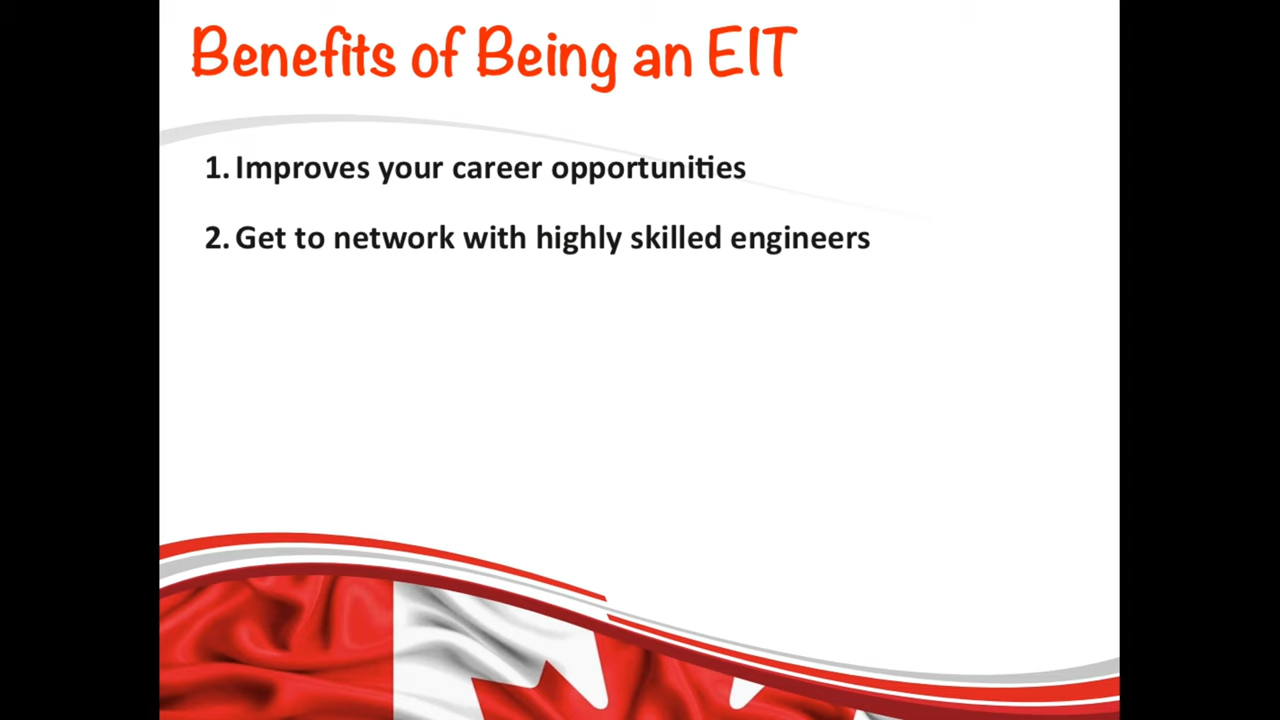 Benefits of Being an EIT
1. Improves your career opportunities
2. Get to network with highly skilled engineers